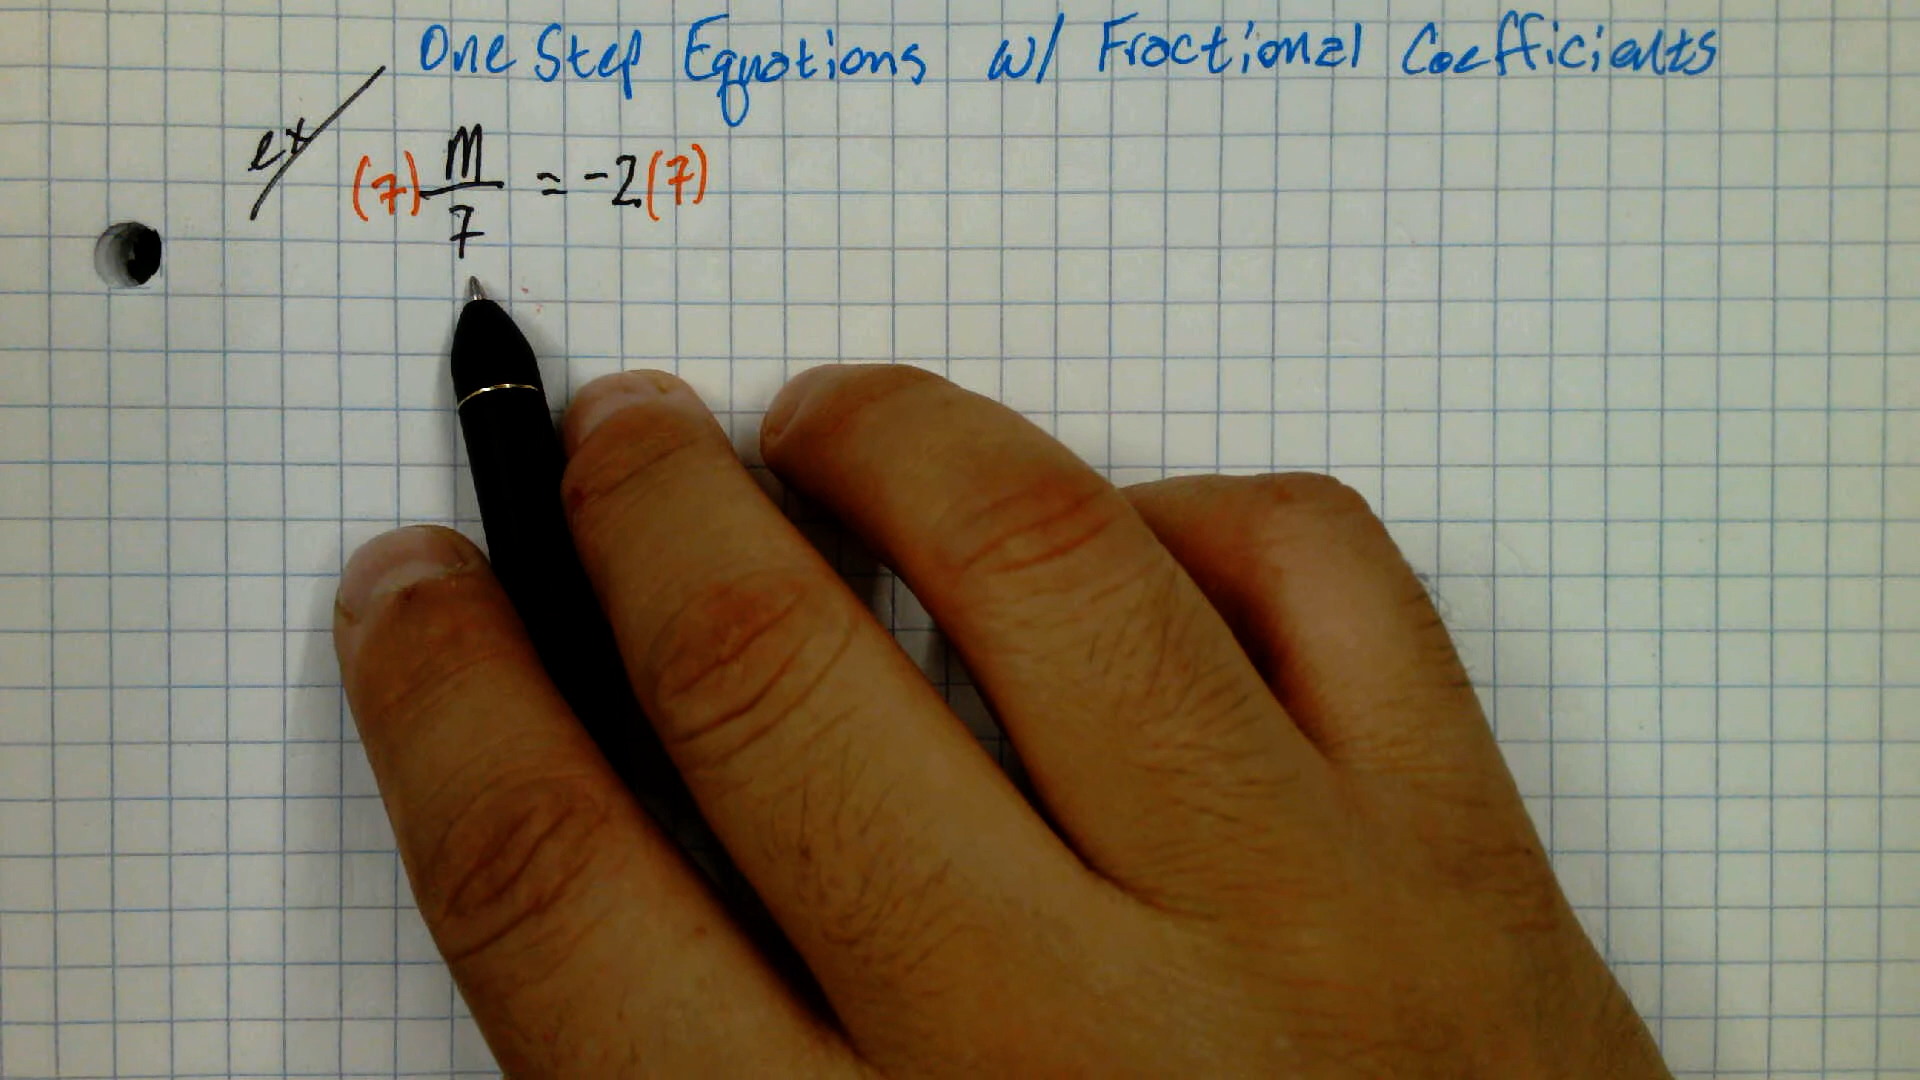 One Step Equations w/ Fractional Coefficients
ex
(7) m/7 = -2(7)